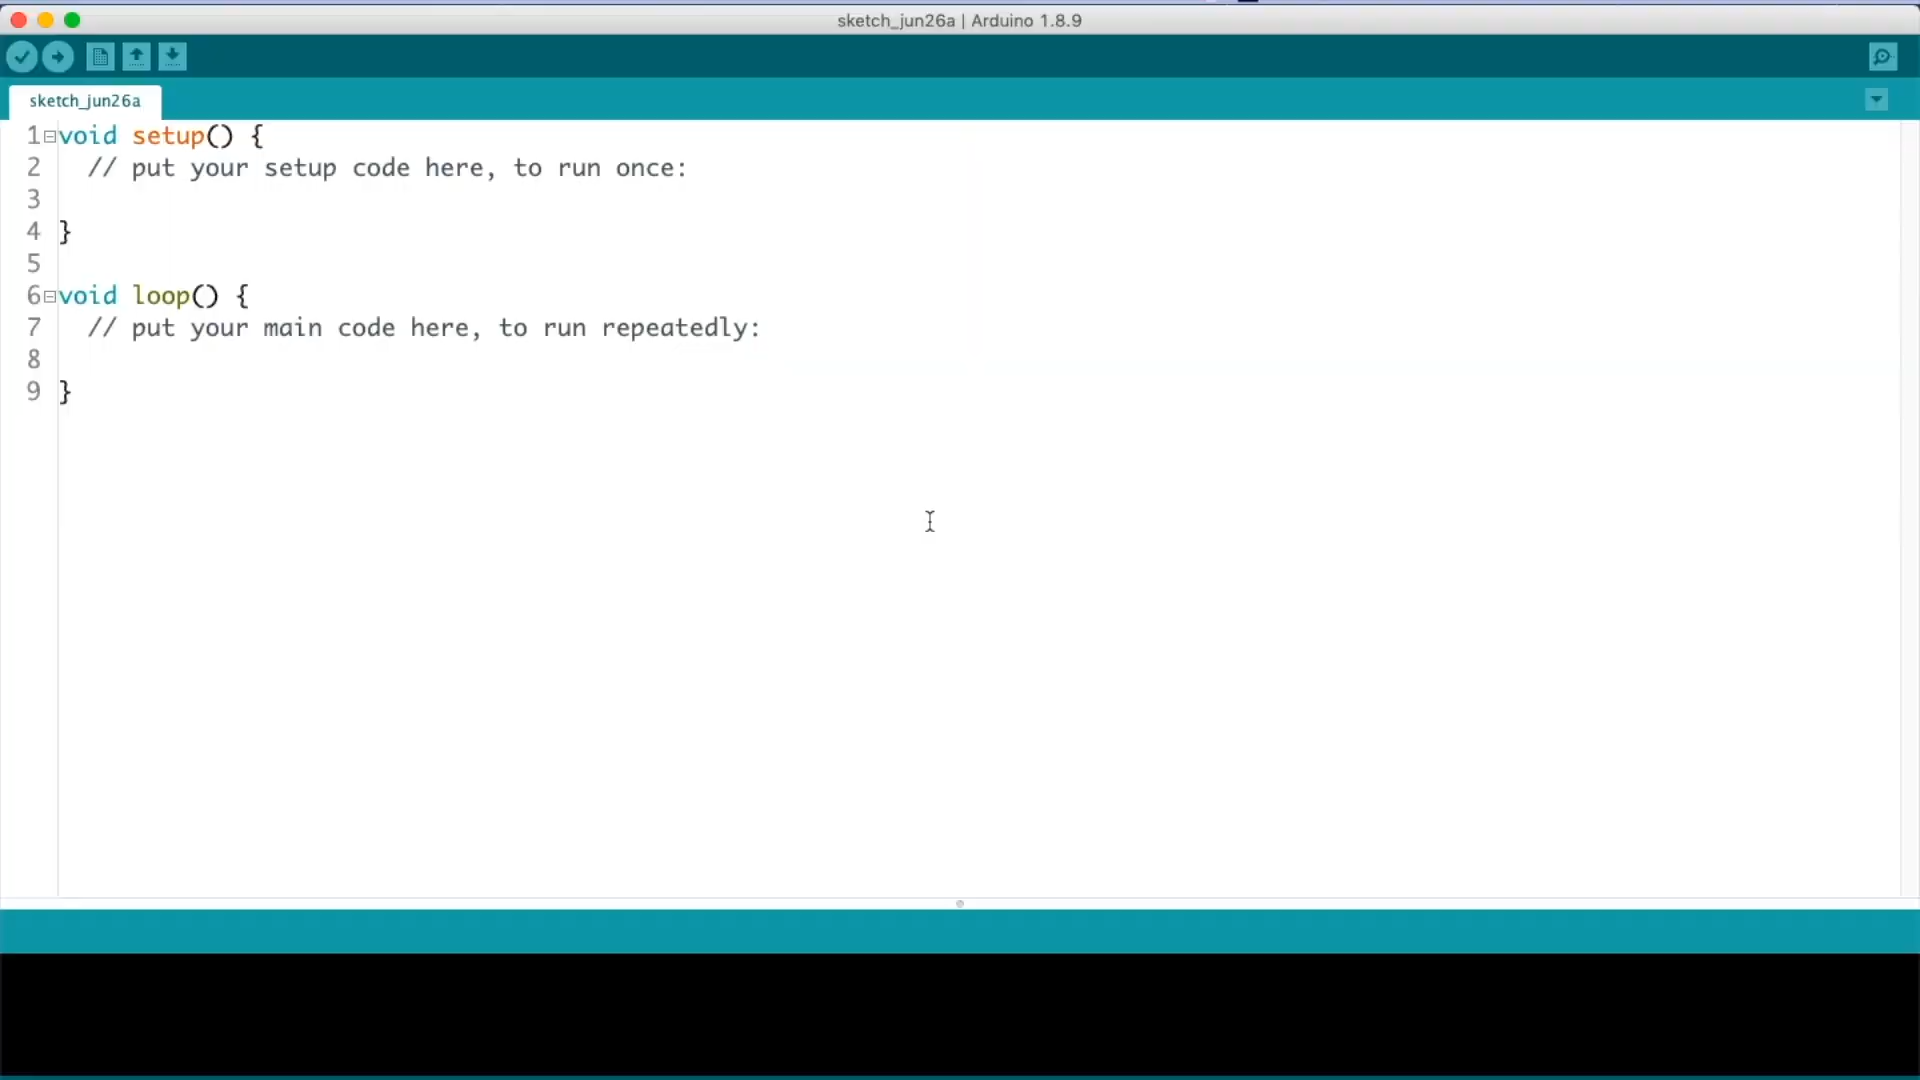 sketch_jun26a | Arduino 1.8.9
sketch_jun26a
1 void setup() {
2 // put your setup code here, to run once:
3
4 }
5
6 void loop() {
7 // put your main code here, to run repeatedly:
8
9 }